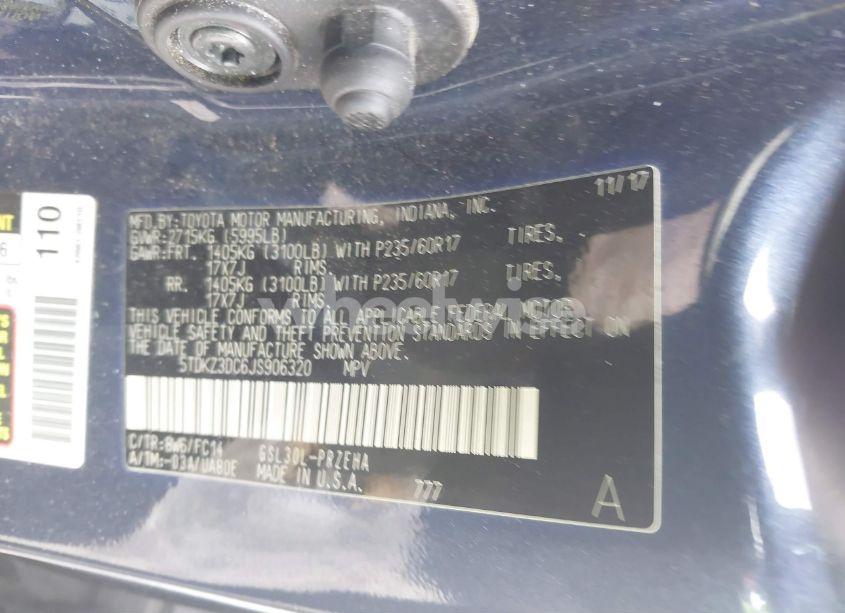 11/17
MFD.BY:TOYOTA MOTOR MANUFACTURING, INDIANA, INC.
GVWR:2715KG (5995LB)
GAWR:FRT. 1405KG (3100LB) WITH P235/60R17 TIRES.
17X7J RIMS.
RR. 1405KG (3100LB) WITH P235/60R17 TIRES.
17X7J RIMS.
THIS VEHICLE CONFORMS TO ALL APPLICABLE FEDERAL MOTOR
VEHICLE SAFETY AND THEFT PREVENTION STANDARDS IN EFFECT ON
THE DATE OF MANUFACTURE SHOWN ABOVE.
5TDKZ3DC6JS906320 MPV
C/TR:8W6/FC14 GSL30L-PRZEHA
A/TM:-03A/UAB0E MADE IN U.S.A.
777
A
110